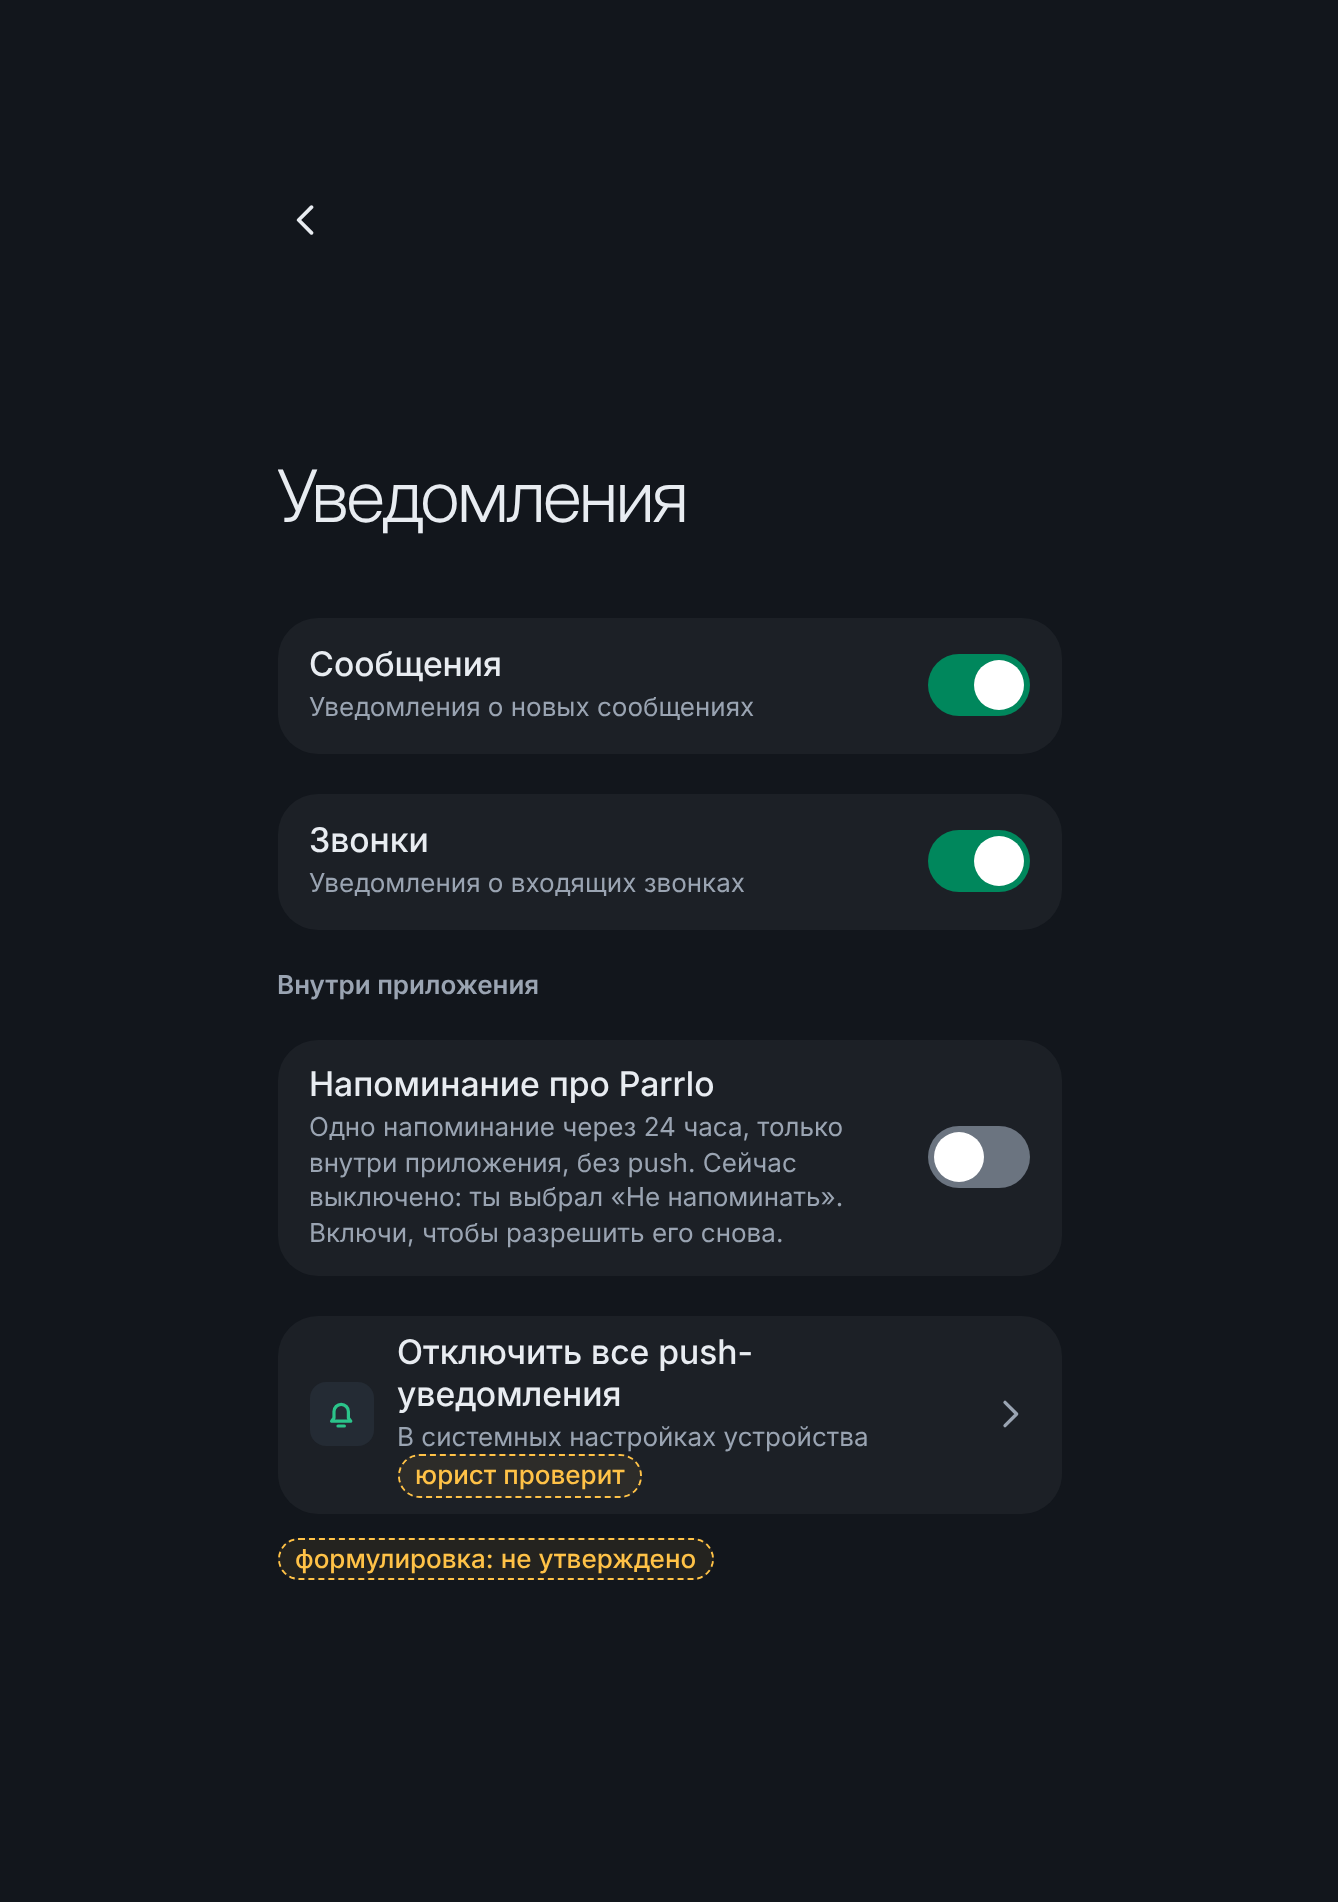 Уведомления
Сообщения
Уведомления о новых сообщениях
Звонки
Уведомления о входящих звонках
Внутри приложения
Напоминание про Parrlo
Одно напоминание через 24 часа, только
внутри приложения, без push. Сейчас
выключено: ты выбрал «Не напоминать».
Включи, чтобы разрешить его снова.
Отключить все push-
уведомления
В системных настройках устройства
юрист проверит
формулировка: не утверждено